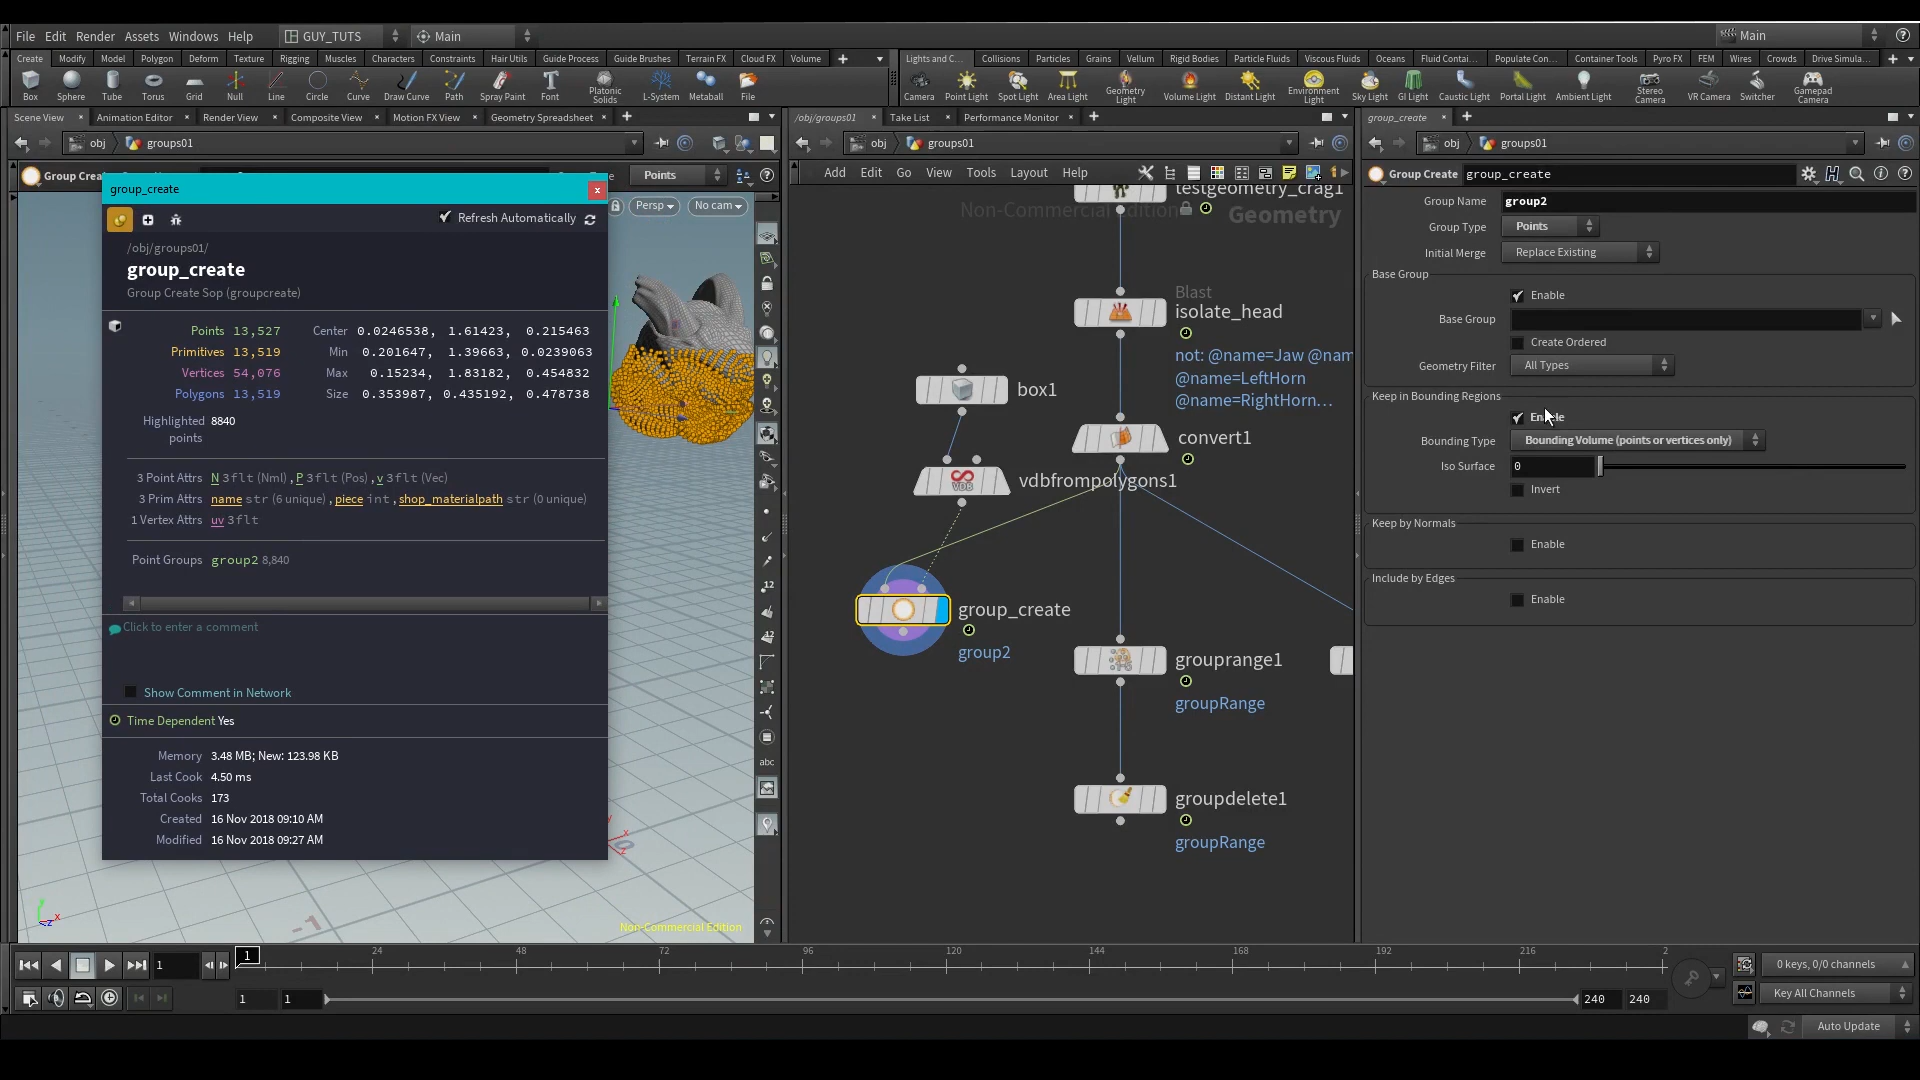 File Edit Render Assets Windows Help GUY_TUTS Main Main
Create Modify Model Polygon Deform Texture Rigging Muscles Characters Constraints Hair Utils Guide Process Guide Brushes Terrain FX Cloud FX Volume
Lights and C... Collisions Particles Grains Vellum Rigid Bodies Particle Fluids Viscous Fluids Oceans Fluid Contai... Populate Con... Container Tools Pyro FX FEM Wires Crowds Drive Simula...
Box Sphere Tube Torus Grid Null Line Circle Curve Draw Curve Path Spray Paint Font Platonic Solids L-System Metaball File
Camera Point Light Spot Light Area Light Geometry Light Volume Light Distant Light Environment Light Sky Light GI Light Caustic Light Portal Light Ambient Light Stereo Camera VR Camera Switcher Gamepad Camera
Scene View Animation Editor Render View Composite View Motion FX View Geometry Spreadsheet
/obj/groups01 Take List Performance Monitor
group_create
obj groups01
obj groups01
obj groups01
Group Crea
Points
Persp No cam
group_create
Refresh Automatically
/obj/groups01/
group_create
Group Create Sop (groupcreate)
Points 13,527 Center 0.0246538, 1.61423, 0.215463
Primitives 13,519 Min 0.201647, 1.39663, 0.0239063
Vertices 54,076 Max 0.15234, 1.83182, 0.454832
Polygons 13,519 Size 0.353987, 0.435192, 0.478738
Highlighted points 8840
3 Point Attrs N 3flt (Nml) , P 3flt (Pos), v 3flt (Vec)
3 Prim Attrs name str (6 unique) , piece int , shop_materialpath str (0 unique)
1 Vertex Attrs uv 3flt
Point Groups group2 8,840
Click to enter a comment
Show Comment in Network
Time Dependent Yes
Memory 3.48 MB; New: 123.98 KB
Last Cook 4.50 ms
Total Cooks 173
Created 16 Nov 2018 09:10 AM
Modified 16 Nov 2018 09:27 AM
Non-Commercial Edition
12
12
abc
-1
y
x
z
x
z
Add Edit Go View Tools Layout Help
testgeometry_crag1
Non-Commercial Edition Geometry
Blast
isolate_head
not: @name=Jaw @nam
@name=LeftHorn
@name=RightHorn...
box1
convert1
vdbfrompolygons1
VDB
group_create
group2
grouprange1
groupRange
groupdelete1
groupRange
Group Create group_create
Group Name group2
Group Type Points
Initial Merge Replace Existing
Base Group
Enable
Base Group
Create Ordered
Geometry Filter All Types
Keep in Bounding Regions
Enable
Bounding Type Bounding Volume (points or vertices only)
Iso Surface 0
Invert
Keep by Normals
Enable
Include by Edges
Enable
1 1 24 48 72 96 120 144 168 192 216 2
0 keys, 0/0 channels
1 1 240 240
Key All Channels
Auto Update